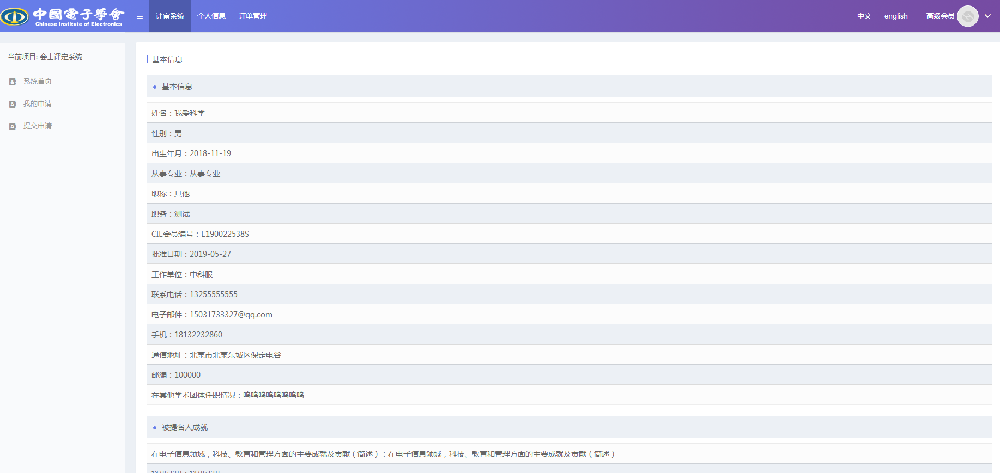 中國電子學會
Chinese Institute of Electronics
评审系统 个人信息 订单管理 中文 english 高级会员
当前项目: 会士评定系统
系统首页
我的申请
提交申请
基本信息
基本信息
姓名：我爱科学
性别：男
出生年月：2018-11-19
从事专业：从事专业
职称：其他
职务：测试
CIE会员编号：E190022538S
批准日期：2019-05-27
工作单位：中科服
联系电话：13255555555
电子邮件：15031733327@qq.com
手机：18132232860
通信地址：北京市北京东城区保定电谷
邮编：100000
在其他学术团体任职情况：呜呜呜呜呜呜呜呜
被提名人成就
在电子信息领域，科技、教育和管理方面的主要成就及贡献（简述）：在电子信息领域，科技、教育和管理方面的主要成就及贡献（简述）
科研成果：科研成果